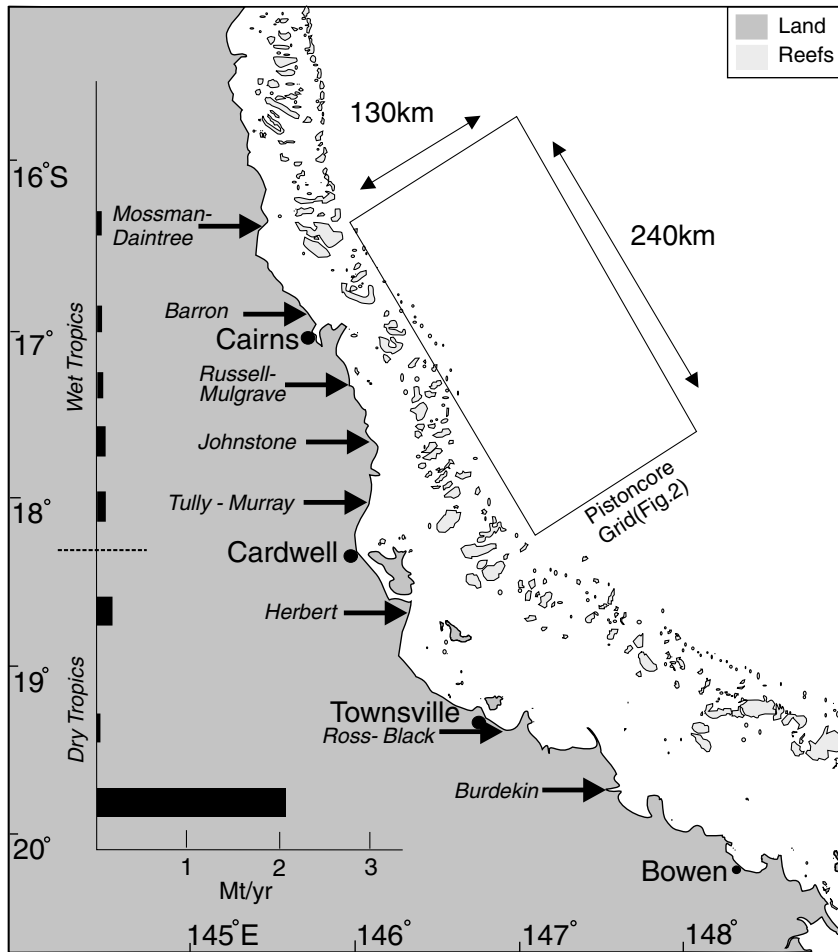 Land
Reefs
130km
240km
16°S
Mossman-
Daintree
Barron
Cairns
17°
Wet Tropics
Russell-
Mulgrave
Johnstone
Tully - Murray
18°
Pistoncore
Grid(Fig.2)
Cardwell
Herbert
19°
Dry Tropics
Townsville
Ross- Black
Burdekin
20°
1
2
3
Mt/yr
Bowen
145°E
146°
147°
148°